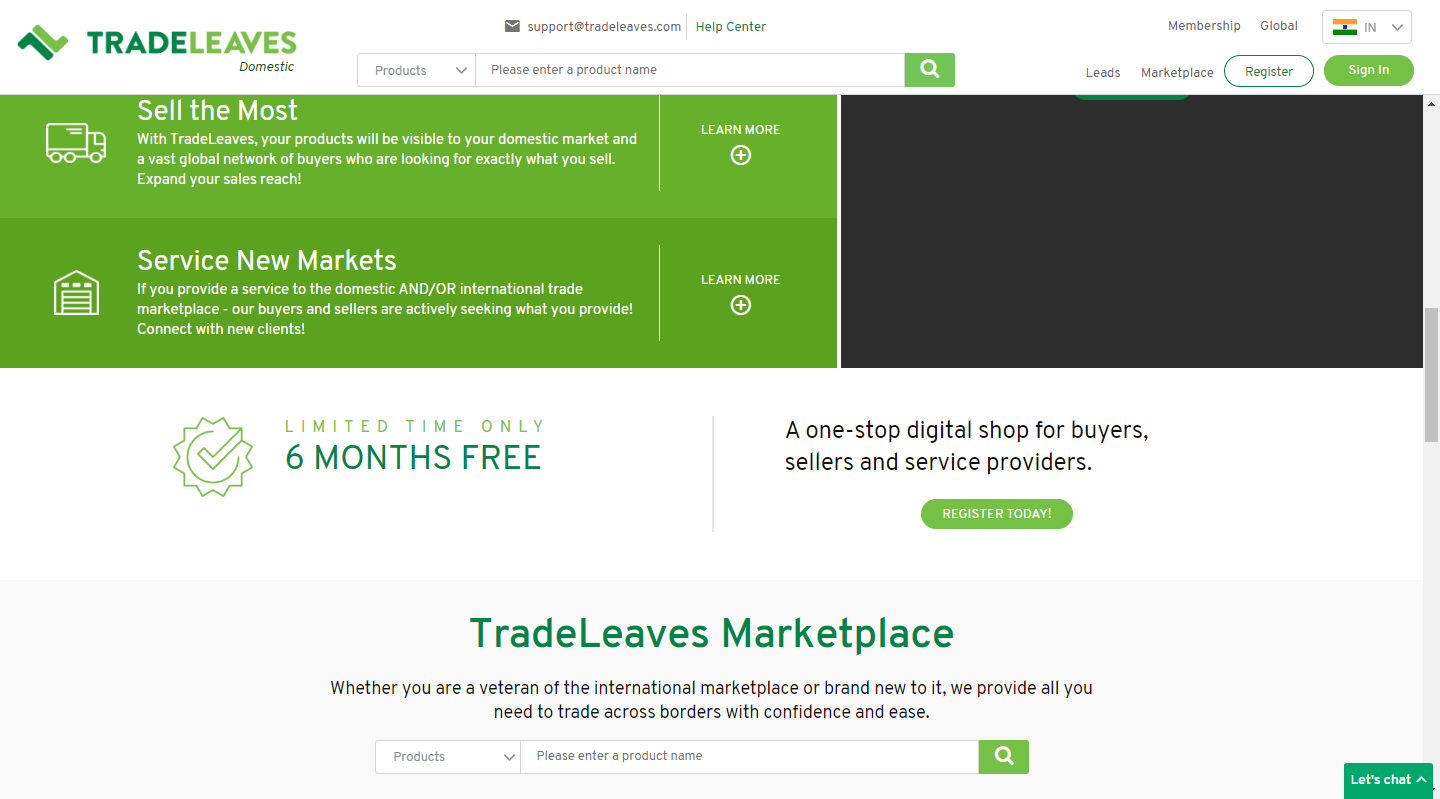 support@tradeleaves.com
Help Center
Membership
Global
IN
TRADELEAVES
Domestic
Products
Please enter a product name
Leads
Marketplace
Register
Sign In
Sell the Most
With TradeLeaves, your products will be visible to your domestic market and
a vast global network of buyers who are looking for exactly what you sell.
Expand your sales reach!
LEARN MORE
Service New Markets
If you provide a service to the domestic AND/OR international trade
marketplace - our buyers and sellers are actively seeking what you provide!
Connect with new clients!
LEARN MORE
LIMITED TIME ONLY
6 MONTHS FREE
A one-stop digital shop for buyers,
sellers and service providers.
REGISTER TODAY!
TradeLeaves Marketplace
Whether you are a veteran of the international marketplace or brand new to it, we provide all you
need to trade across borders with confidence and ease.
Products
Please enter a product name
Let's chat